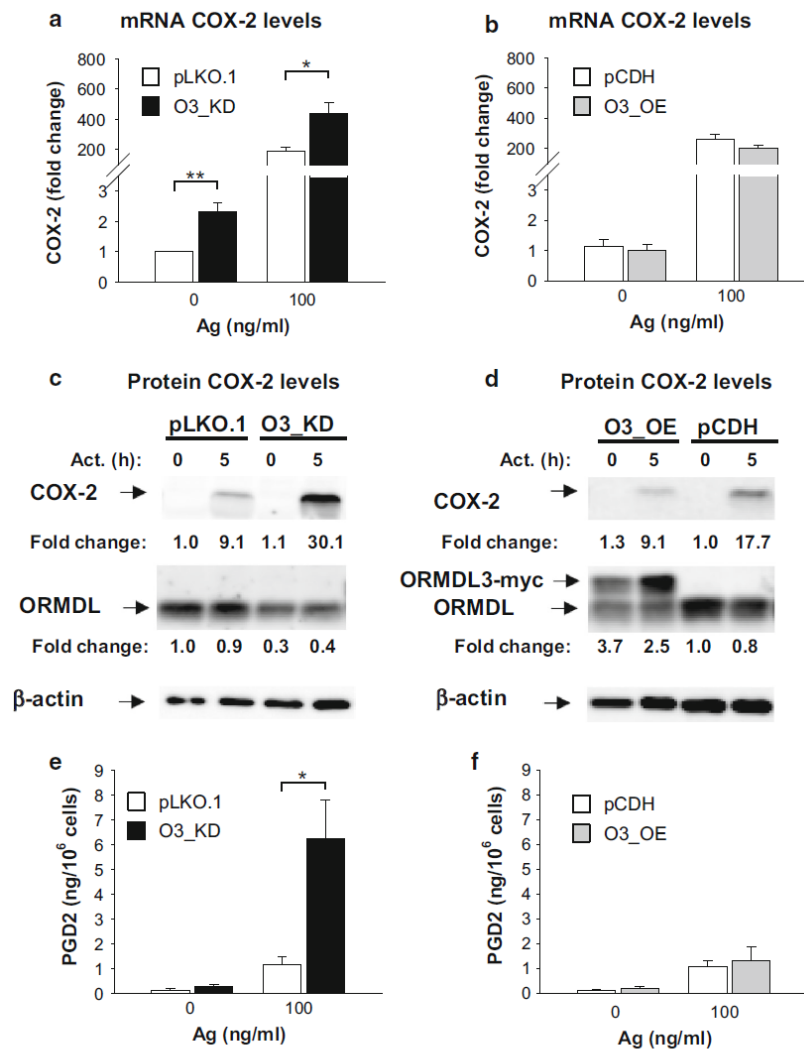 a mRNA COX-2 levels
COX-2 (fold change)
800
600
400
200
3
2
1
0
pLKO.1
O3_KD
*
**
0 100
Ag (ng/ml)
b mRNA COX-2 levels
COX-2 (fold change)
800
600
400
200
3
2
1
0
pCDH
O3_OE
0 100
Ag (ng/ml)
c Protein COX-2 levels
pLKO.1 O3_KD
Act. (h): 0 5 0 5
COX-2
Fold change: 1.0 9.1 1.1 30.1
ORMDL
Fold change: 1.0 0.9 0.3 0.4
β-actin
d Protein COX-2 levels
O3_OE pCDH
Act. (h): 0 5 0 5
COX-2
Fold change: 1.3 9.1 1.0 17.7
ORMDL3-myc
ORMDL
Fold change: 3.7 2.5 1.0 0.8
β-actin
e
PGD2 (ng/10⁶ cells)
9
8
7
6
5
4
3
2
1
0
pLKO.1
O3_KD
*
0 100
Ag (ng/ml)
f
PGD2 (ng/10⁶ cells)
9
8
7
6
5
4
3
2
1
0
pCDH
O3_OE
0 100
Ag (ng/ml)